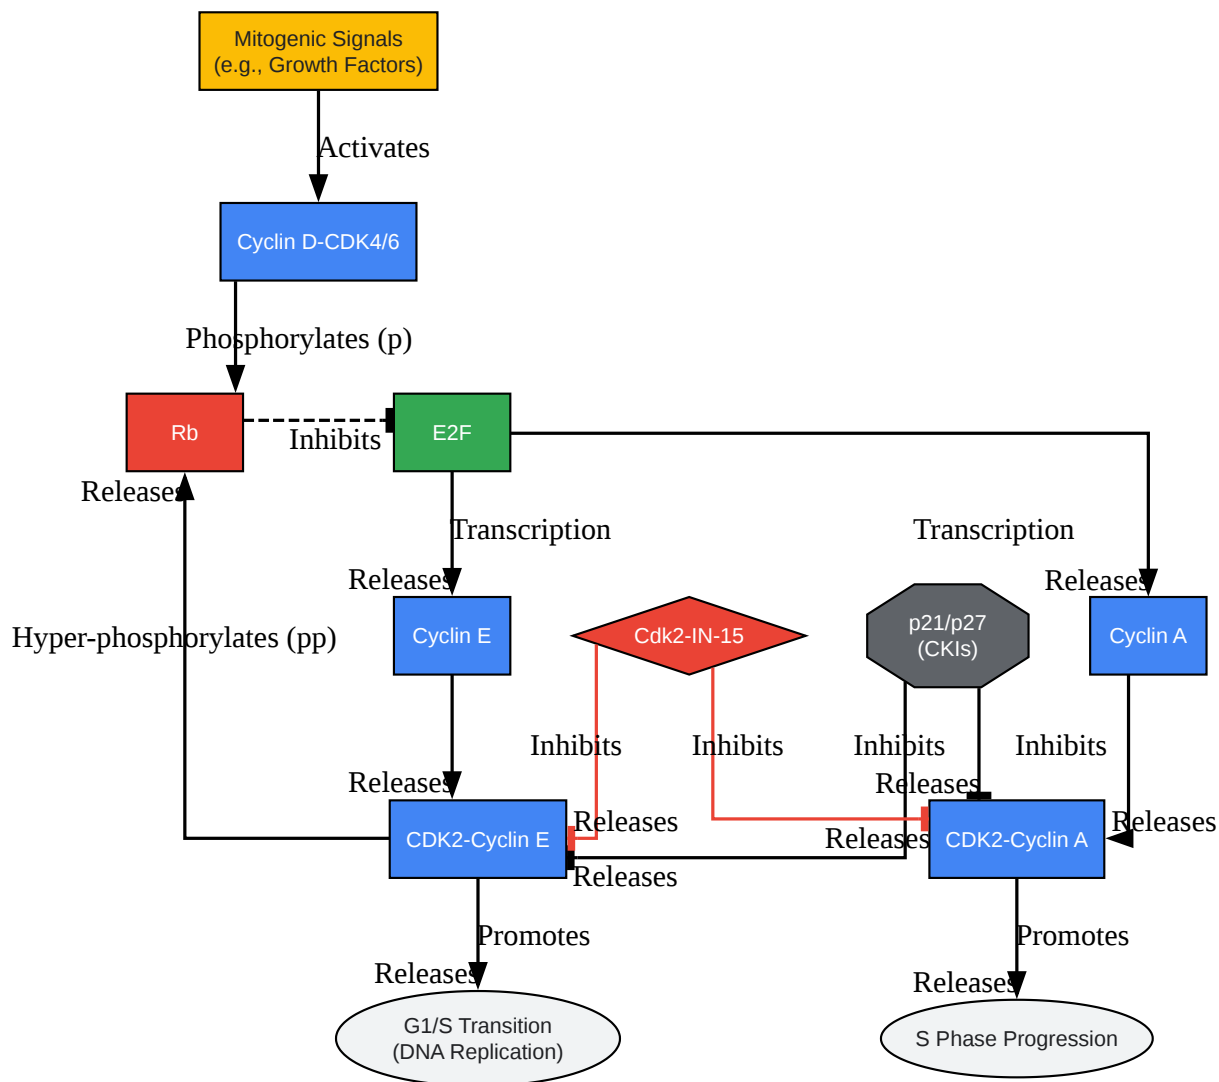 Mitogenic Signals
(e.g., Growth Factors)
Activates
Cyclin D-CDK4/6
Phosphorylates (p)
Rb
Inhibits
E2F
Releases
Transcription
Transcription
Releases
Releases
Hyper-phosphorylates (pp)
Cyclin E
Cdk2-IN-15
p21/p27
(CKIs)
Cyclin A
Inhibits
Inhibits
Inhibits
Inhibits
Releases
Releases
Releases
Releases
Releases
CDK2-Cyclin E
CDK2-Cyclin A
Releases
Promotes
Promotes
Releases
Releases
G1/S Transition
(DNA Replication)
S Phase Progression